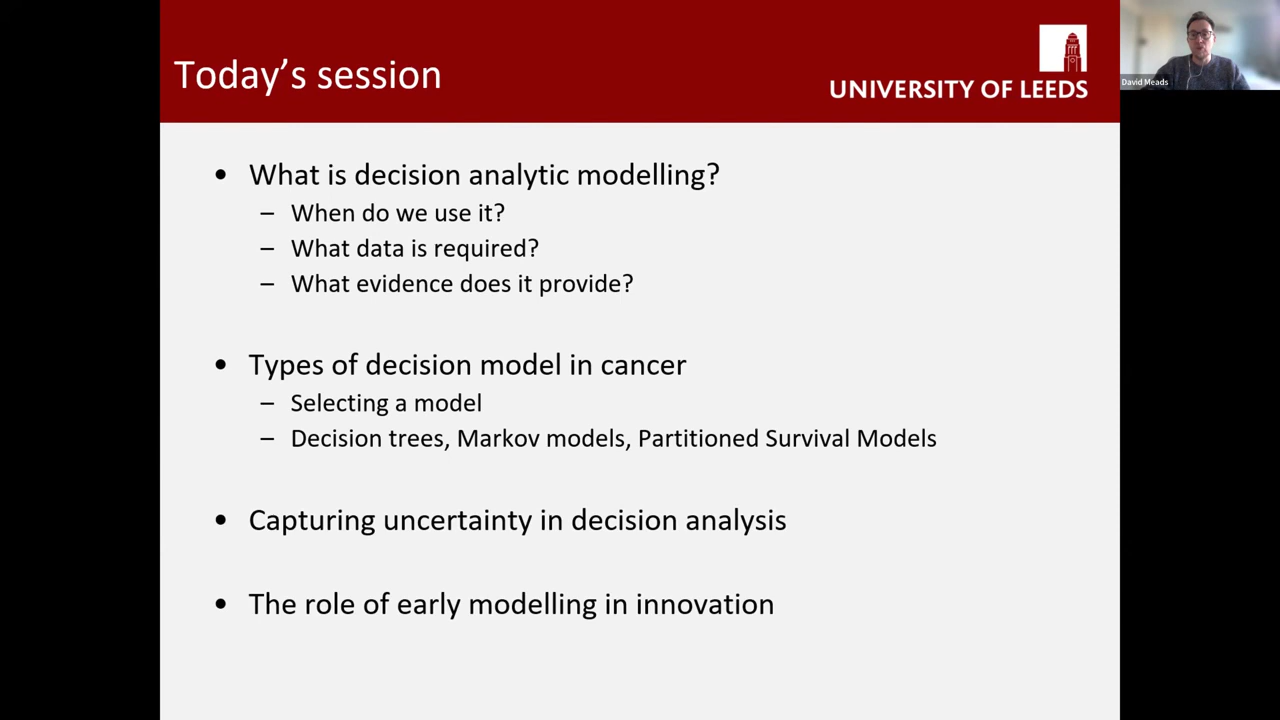 Today's session
UNIVERSITY OF LEEDS
David Meads
• What is decision analytic modelling?
– When do we use it?
– What data is required?
– What evidence does it provide?
• Types of decision model in cancer
– Selecting a model
– Decision trees, Markov models, Partitioned Survival Models
• Capturing uncertainty in decision analysis
• The role of early modelling in innovation